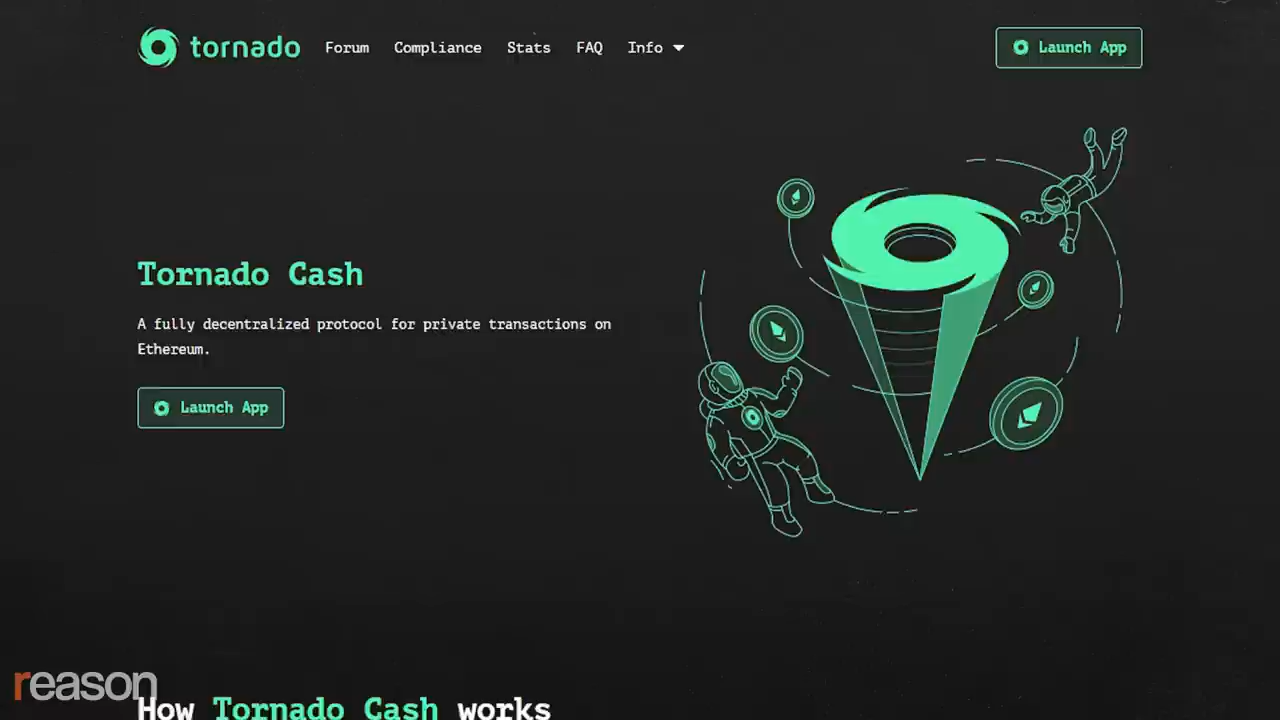 tornado
Forum
Compliance
Stats
FAQ
Info
Launch App
Tornado Cash
A fully decentralized protocol for private transactions on
Ethereum.
Launch App
How Tornado Cash works
reason